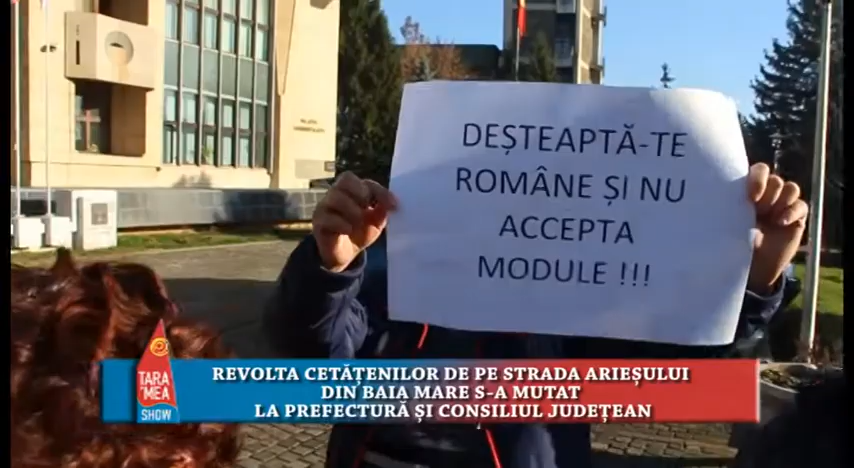 DEȘTEAPTĂ-TE
ROMÂNE ȘI NU
ACCEPTA
MODULE !!!
TARA 'MEA
SHOW
REVOLTA CETĂȚENILOR DE PE STRADA ARIEȘULUI
DIN BAIA MARE S-A MUTAT
LA PREFECTURĂ ȘI CONSILIUL JUDEȚEAN